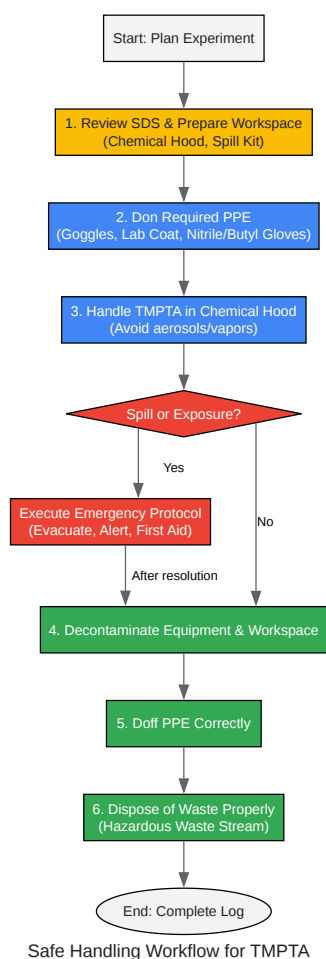 Start: Plan Experiment
1. Review SDS & Prepare Workspace
(Chemical Hood, Spill Kit)
2. Don Required PPE
(Goggles, Lab Coat, Nitrile/Butyl Gloves)
3. Handle TMPTA in Chemical Hood
(Avoid aerosols/vapors)
Spill or Exposure?
Yes
Execute Emergency Protocol
(Evacuate, Alert, First Aid)
No
After resolution
4. Decontaminate Equipment & Workspace
5. Doff PPE Correctly
6. Dispose of Waste Properly
(Hazardous Waste Stream)
End: Complete Log
Safe Handling Workflow for TMPTA